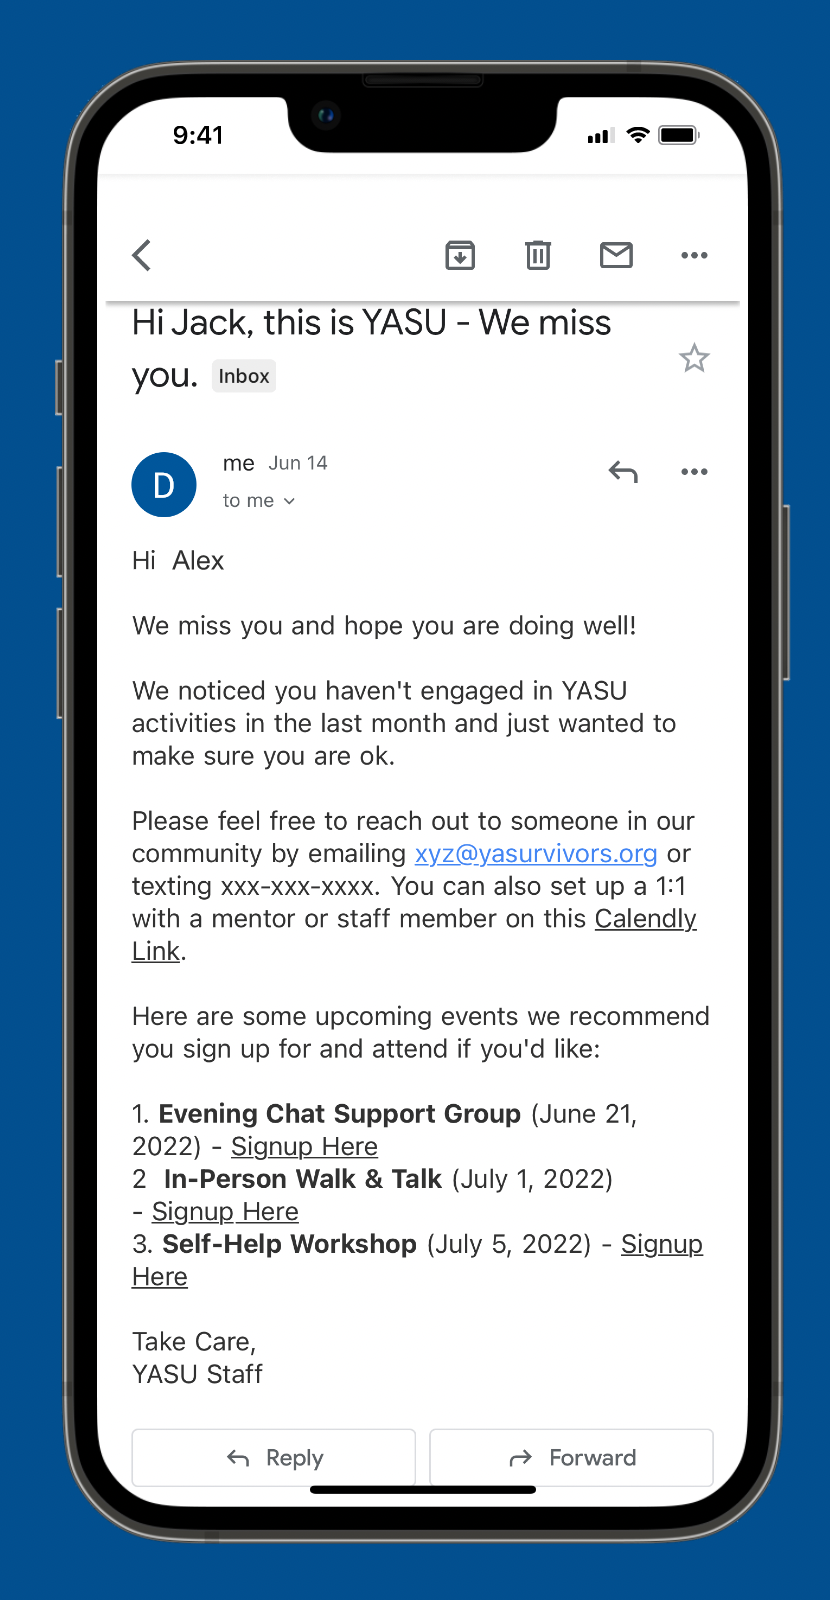 9:41
Hi Jack, this is YASU - We miss
you. Inbox
D
me Jun 14
to me
Hi Alex
We miss you and hope you are doing well!
We noticed you haven't engaged in YASU
activities in the last month and just wanted to
make sure you are ok.
Please feel free to reach out to someone in our
community by emailing xyz@yasurvivors.org or
texting xxx-xxx-xxxx. You can also set up a 1:1
with a mentor or staff member on this Calendly
Link.
Here are some upcoming events we recommend
you sign up for and attend if you'd like:
1. Evening Chat Support Group (June 21,
2022) - Signup Here
2 In-Person Walk & Talk (July 1, 2022)
- Signup Here
3. Self-Help Workshop (July 5, 2022) - Signup
Here
Take Care,
YASU Staff
Reply Forward